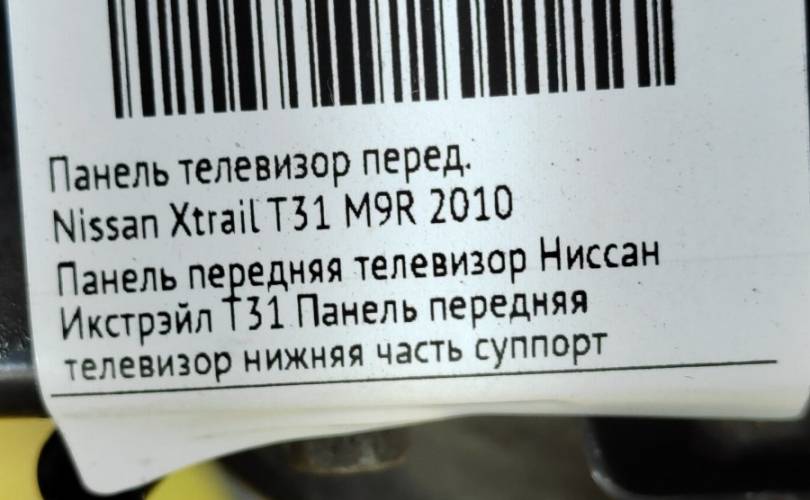 Панель телевизор перед.
Nissan Xtrail T31 M9R 2010
Панель передняя телевизор Ниссан
Икстрэйл Т31 Панель передняя
телевизор нижняя часть суппорт